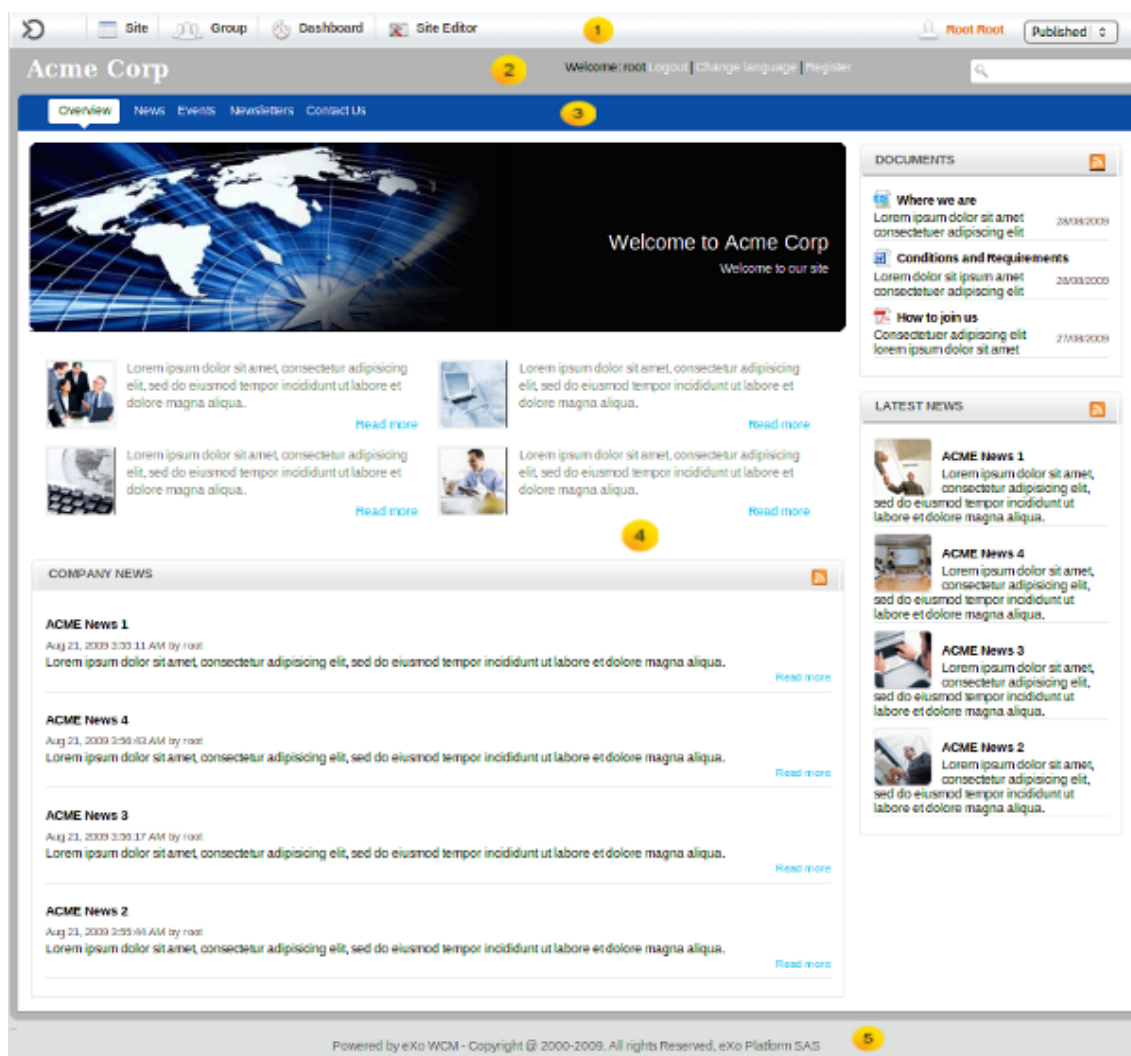 Site Group Dashboard Site Editor 1 Root Root Published
Acme Corp 2 Welcome: root Logout | Change language | Register
Overview News Events Newsletters Contact Us 3
Welcome to Acme Corp
Welcome to our site
Lorem ipsum dolor sit amet, consectetur adipisicing
elit, sed do eiusmod tempor incididunt ut labore et
dolore magna aliqua.
Read more
Lorem ipsum dolor sit amet, consectetur adipisicing
elit, sed do eiusmod tempor incididunt ut labore et
dolore magna aliqua.
Read more
Lorem ipsum dolor sit amet, consectetur adipisicing
elit, sed do eiusmod tempor incididunt ut labore et
dolore magna aliqua.
Read more
Lorem ipsum dolor sit amet, consectetur adipisicing
elit, sed do eiusmod tempor incididunt ut labore et
dolore magna aliqua.
Read more
4
COMPANY NEWS
ACME News 1
Aug 21, 2009 3:55:11 AM by root
Lorem ipsum dolor sit amet, consectetur adipisicing elit, sed do eiusmod tempor incididunt ut labore et dolore magna aliqua.
Read more
ACME News 4
Aug 21, 2009 3:56:43 AM by root
Lorem ipsum dolor sit amet, consectetur adipisicing elit, sed do eiusmod tempor incididunt ut labore et dolore magna aliqua.
Read more
ACME News 3
Aug 21, 2009 3:56:17 AM by root
Lorem ipsum dolor sit amet, consectetur adipisicing elit, sed do eiusmod tempor incididunt ut labore et dolore magna aliqua.
Read more
ACME News 2
Aug 21, 2009 3:55:44 AM by root
Lorem ipsum dolor sit amet, consectetur adipisicing elit, sed do eiusmod tempor incididunt ut labore et dolore magna aliqua.
Read more
DOCUMENTS
Where we are
Lorem ipsum dolor sit amet
consectetuer adipiscing elit
28/08/2009
Conditions and Requirements
Lorem dolor sit ipsum amet
consectetuer adipiscing elit
28/08/2009
How to join us
Consectetuer adipiscing elit
lorem ipsum dolor sit amet
27/08/2009
LATEST NEWS
ACME News 1
Lorem ipsum dolor sit amet,
consectetur adipisicing elit,
sed do eiusmod tempor incididunt ut
labore et dolore magna aliqua.
ACME News 4
Lorem ipsum dolor sit amet,
consectetur adipisicing elit,
sed do eiusmod tempor incididunt ut
labore et dolore magna aliqua.
ACME News 3
Lorem ipsum dolor sit amet,
consectetur adipisicing elit,
sed do eiusmod tempor incididunt ut
labore et dolore magna aliqua.
ACME News 2
Lorem ipsum dolor sit amet,
consectetur adipisicing elit,
sed do eiusmod tempor incididunt ut
labore et dolore magna aliqua.
Powered by eXo WCM - Copyright @ 2000-2009. All rights Reserved, eXo Platform SAS 5